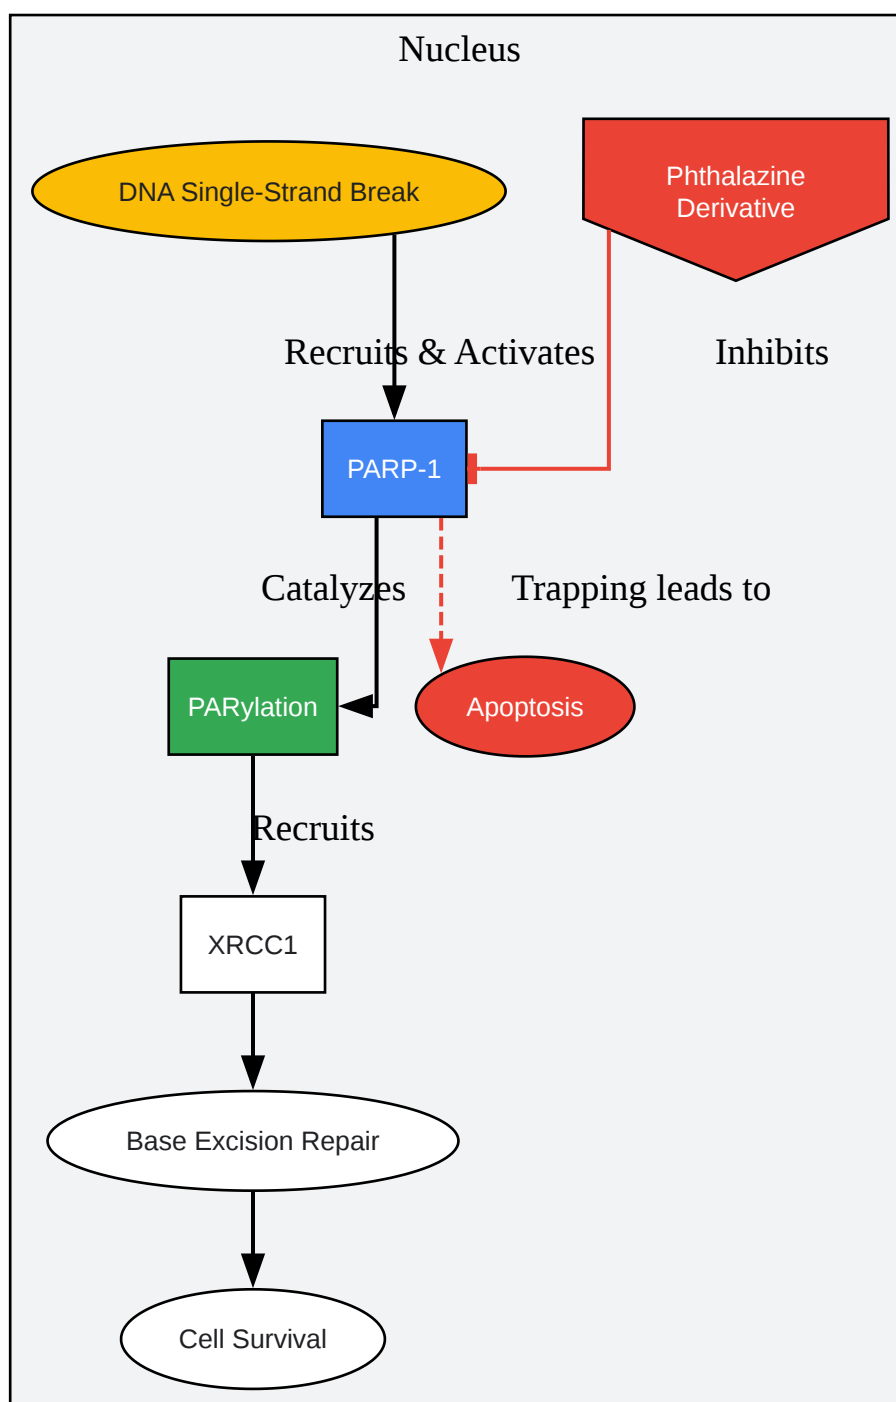 Nucleus
DNA Single-Strand Break
Phthalazine
Derivative
Recruits & Activates
Inhibits
PARP-1
Catalyzes
Trapping leads to
PARylation
Apoptosis
Recruits
XRCC1
Base Excision Repair
Cell Survival